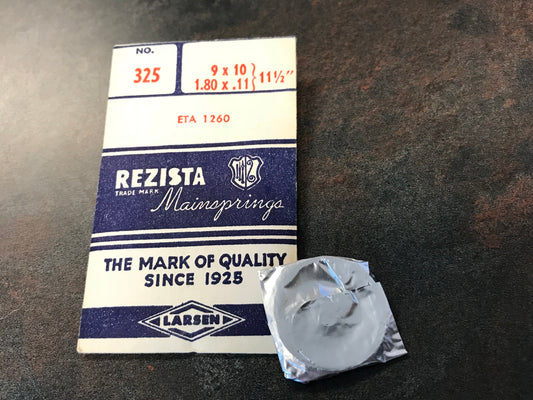 NO.
325
9 x 10
1.80 x .11
11½"
ETA 1260
REZISTA
TRADE MARK
Mainsprings
THE MARK OF QUALITY
SINCE 1925
LARSEN